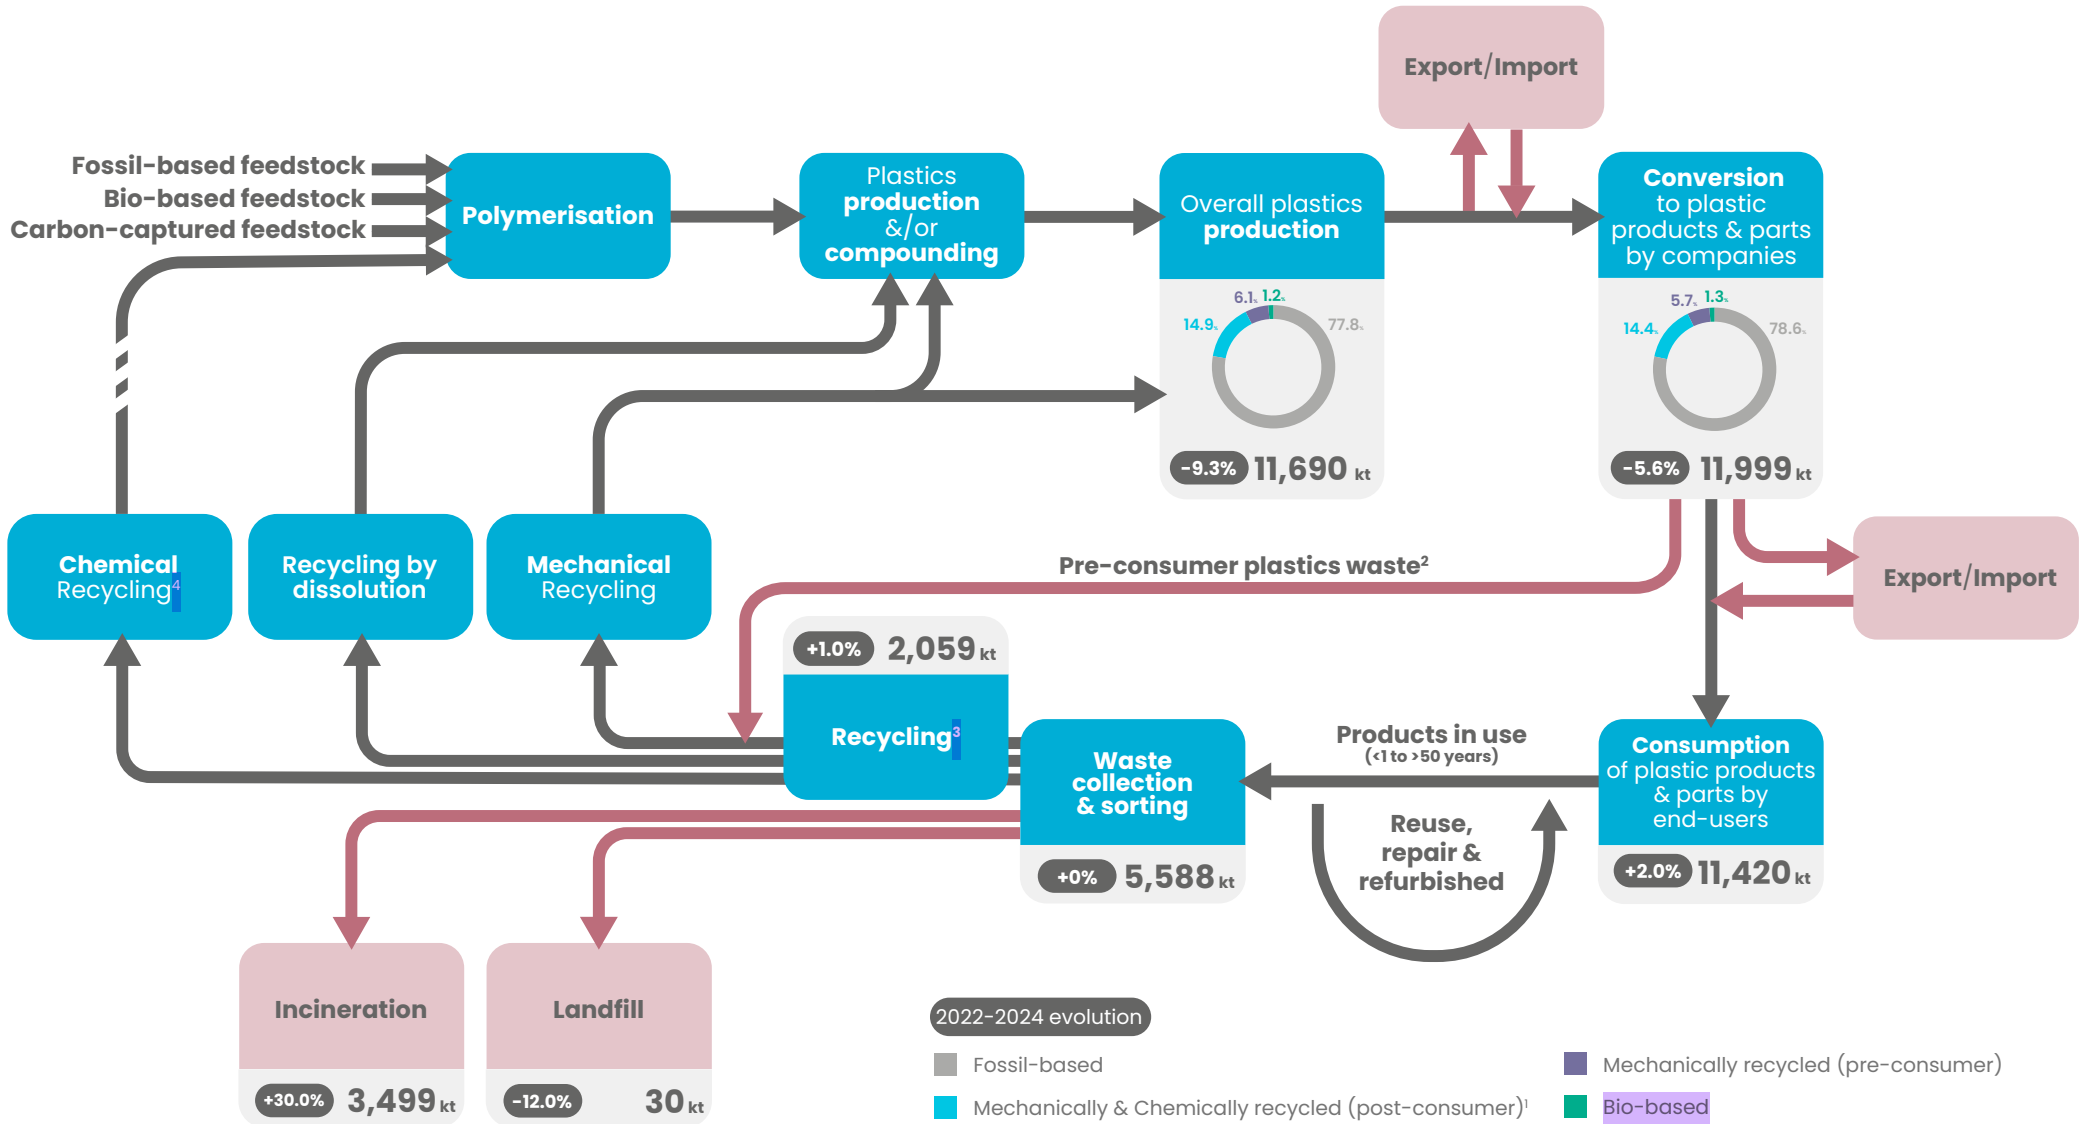 Export/Import
Fossil-based feedstock
Bio-based feedstock
Carbon-captured feedstock
Polymerisation
Plastics
production
&/or
compounding
Overall plastics
production
6.1% 1.2%
14.9%
77.8%
-9.3% 11,690 kt
Conversion
to plastic
products & parts
by companies
5.7% 1.3%
14.4%
78.6%
-5.6% 11,999 kt
Chemical
Recycling⁴
Recycling by
dissolution
Mechanical
Recycling
Pre-consumer plastics waste²
Export/Import
+1.0% 2,059 kt
Recycling³
Waste
collection
& sorting
+0% 5,588 kt
Products in use
(<1 to >50 years)
Reuse,
repair &
refurbished
Consumption
of plastic products
& parts by
end-users
+2.0% 11,420 kt
Incineration
+30.0% 3,499 kt
Landfill
-12.0% 30 kt
2022-2024 evolution
Fossil-based
Mechanically recycled (pre-consumer)
Mechanically & Chemically recycled (post-consumer)¹
Bio-based